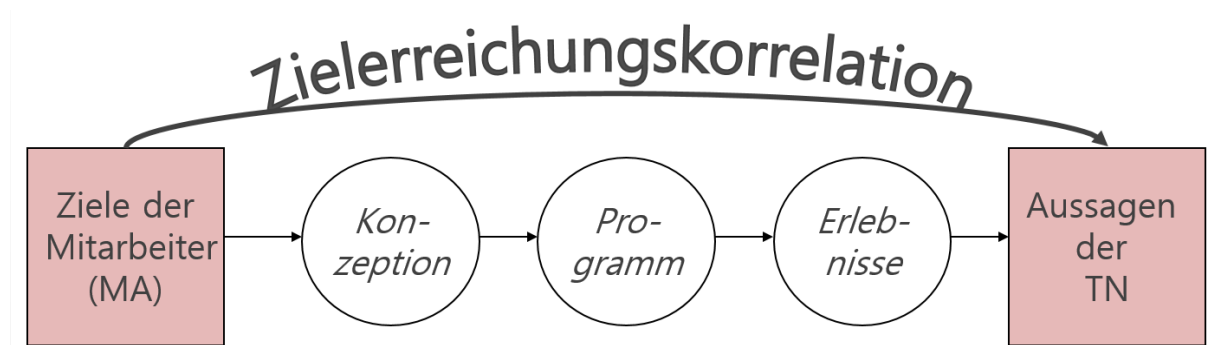 Zielerreichungskorrelation
Ziele der
Mitarbeiter
(MA)
Kon-
zeption
Pro-
gramm
Erleb-
nisse
Aussagen
der
TN